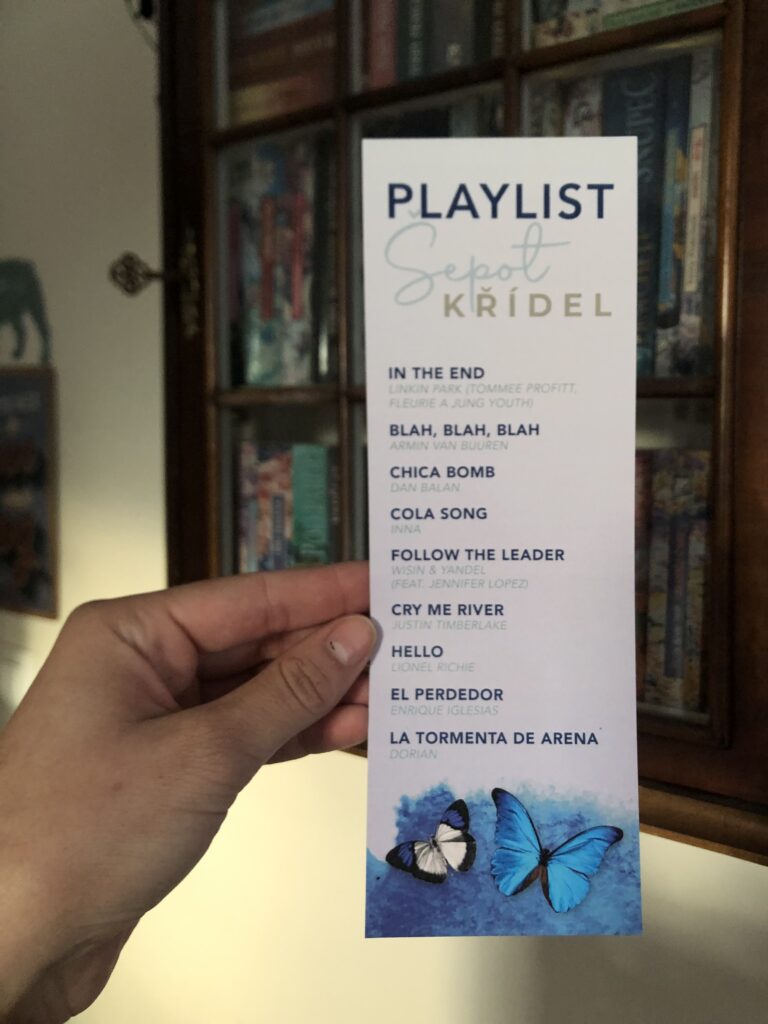 PLAYLIST
Šepot
KŘÍDEL
IN THE END
LINKIN PARK (TOMMEE PROFITT,
FLEURIE A JUNG YOUTH)
BLAH, BLAH, BLAH
ARMIN VAN BUUREN
CHICA BOMB
DAN BALAN
COLA SONG
INNA
FOLLOW THE LEADER
WISIN & YANDEL
(FEAT. JENNIFER LOPEZ)
CRY ME RIVER
JUSTIN TIMBERLAKE
HELLO
LIONEL RICHIE
EL PERDEDOR
ENRIQUE IGLESIAS
LA TORMENTA DE ARENA
DORIAN